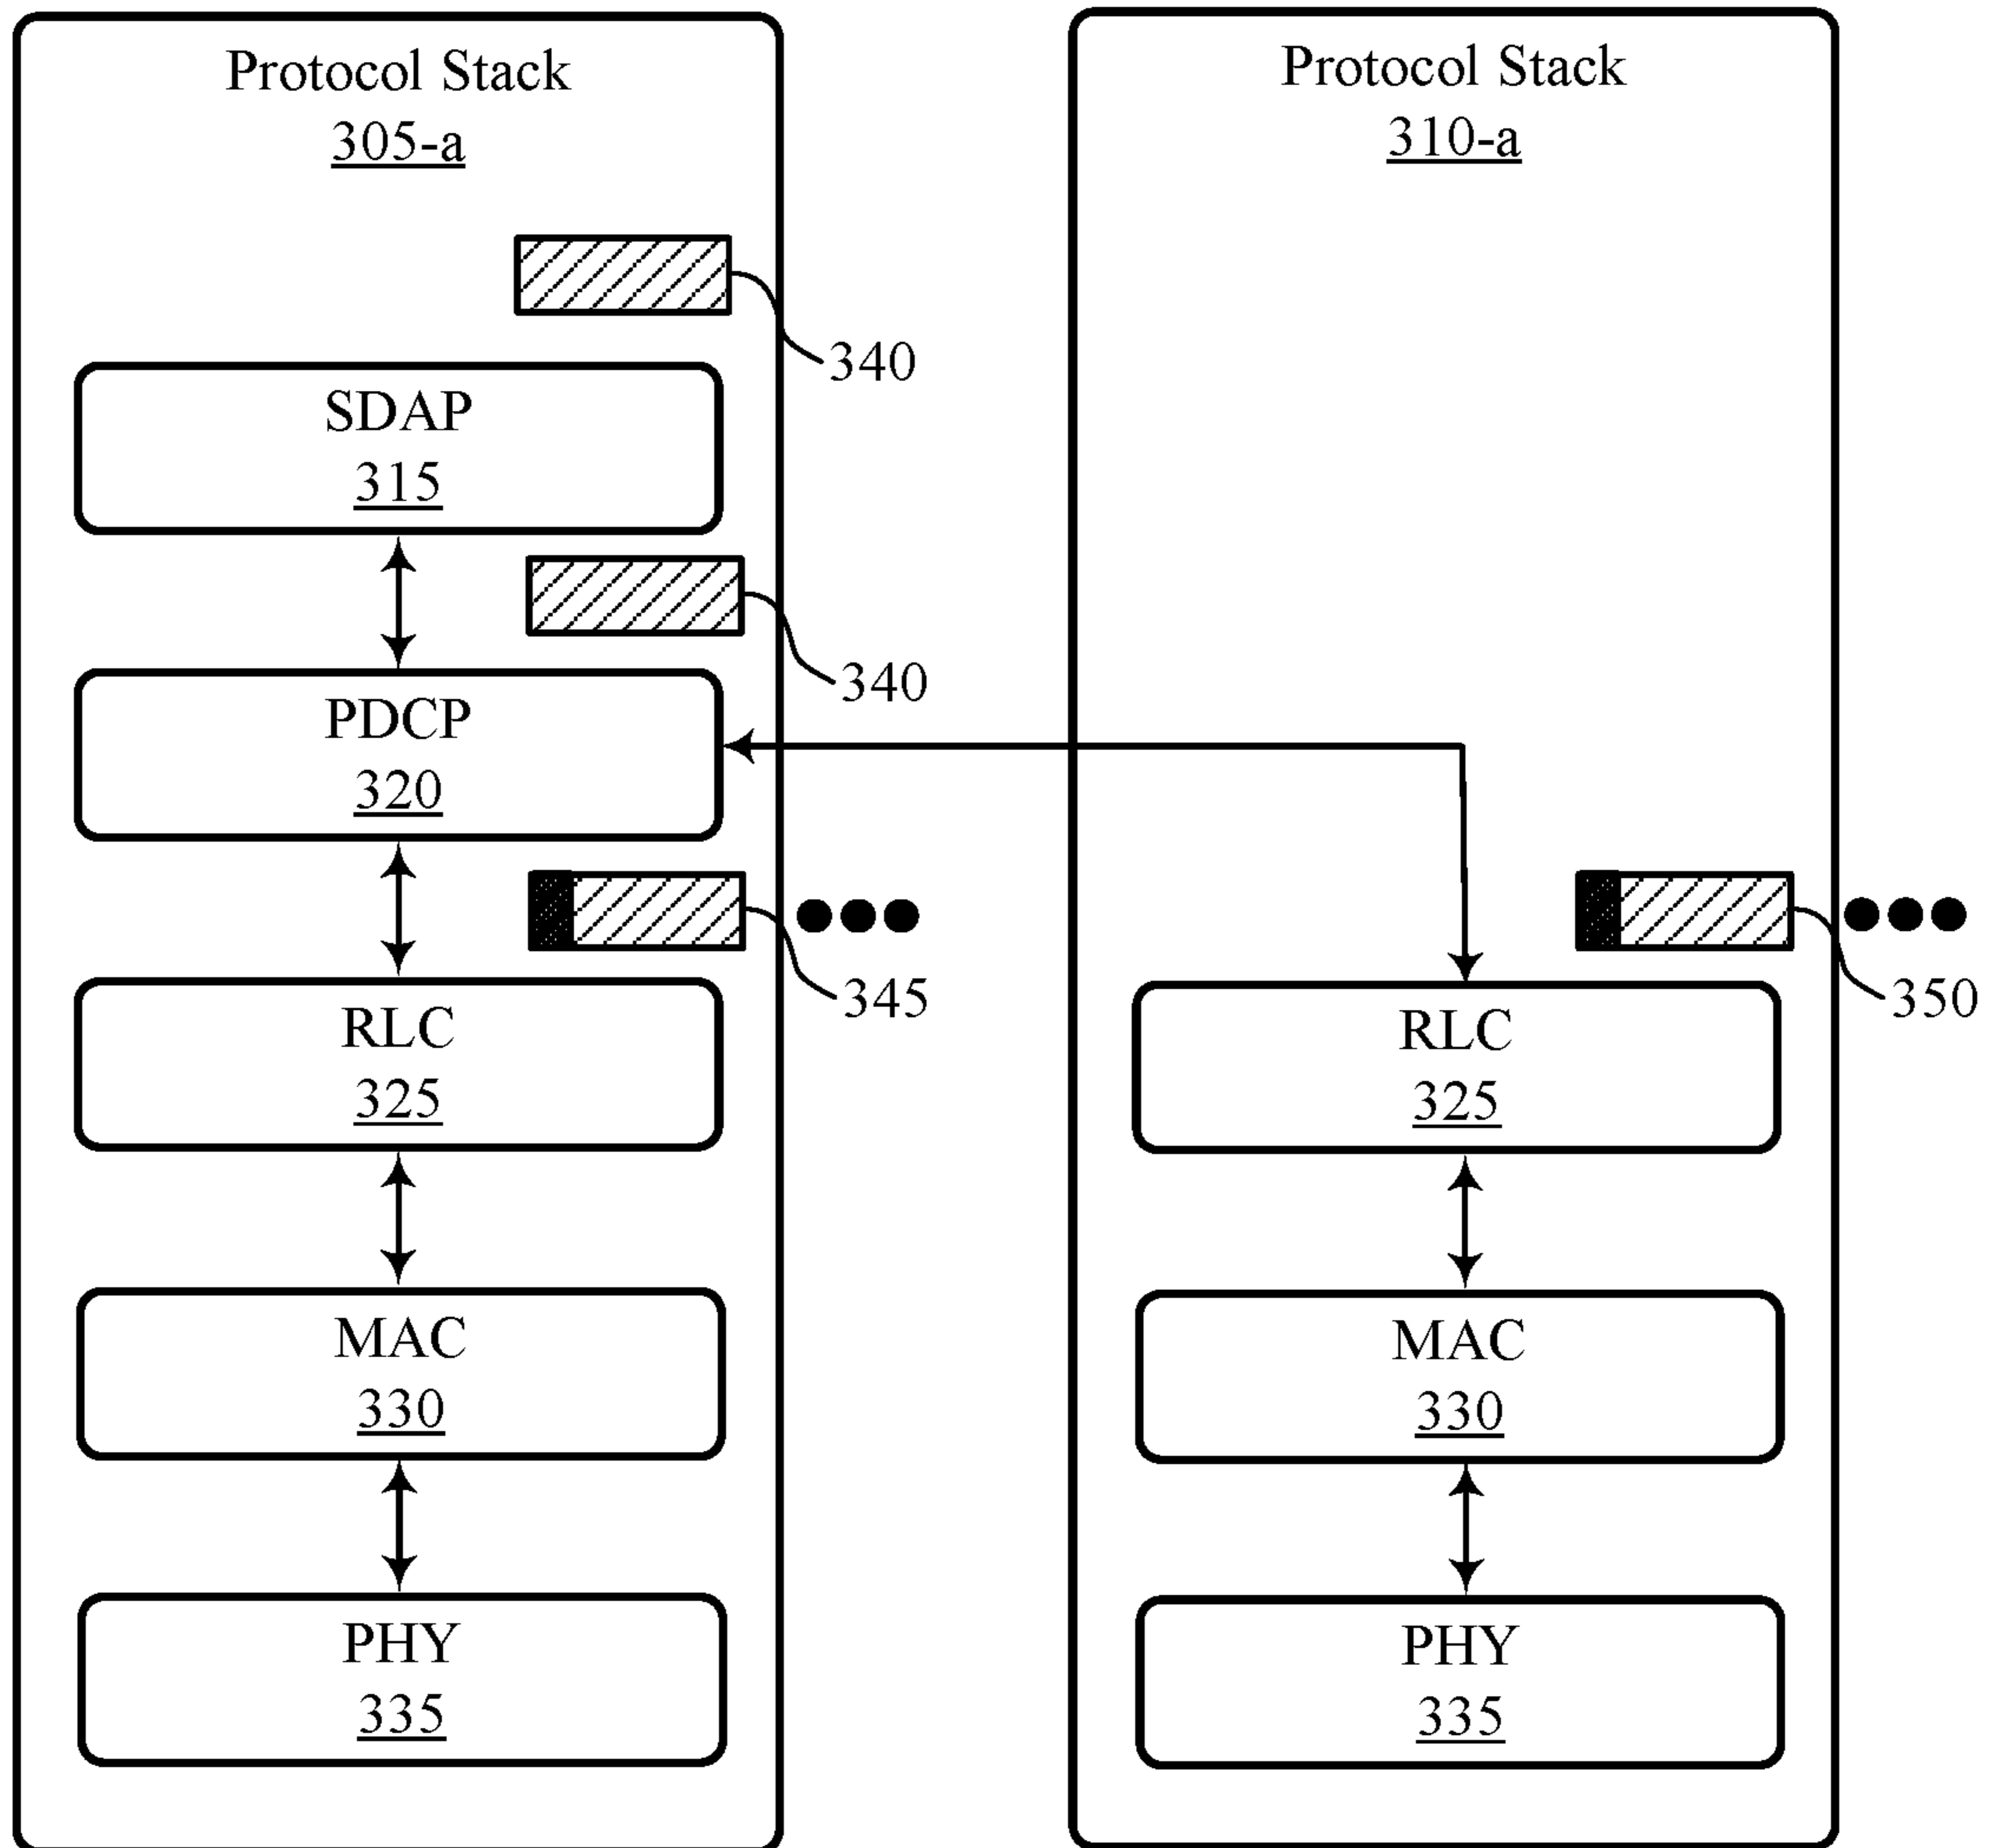 Protocol Stack
305-a
340
SDAP
315
340
PDCP
320
345
RLC
325
MAC
330
PHY
335
Protocol Stack
310-a
350
RLC
325
MAC
330
PHY
335